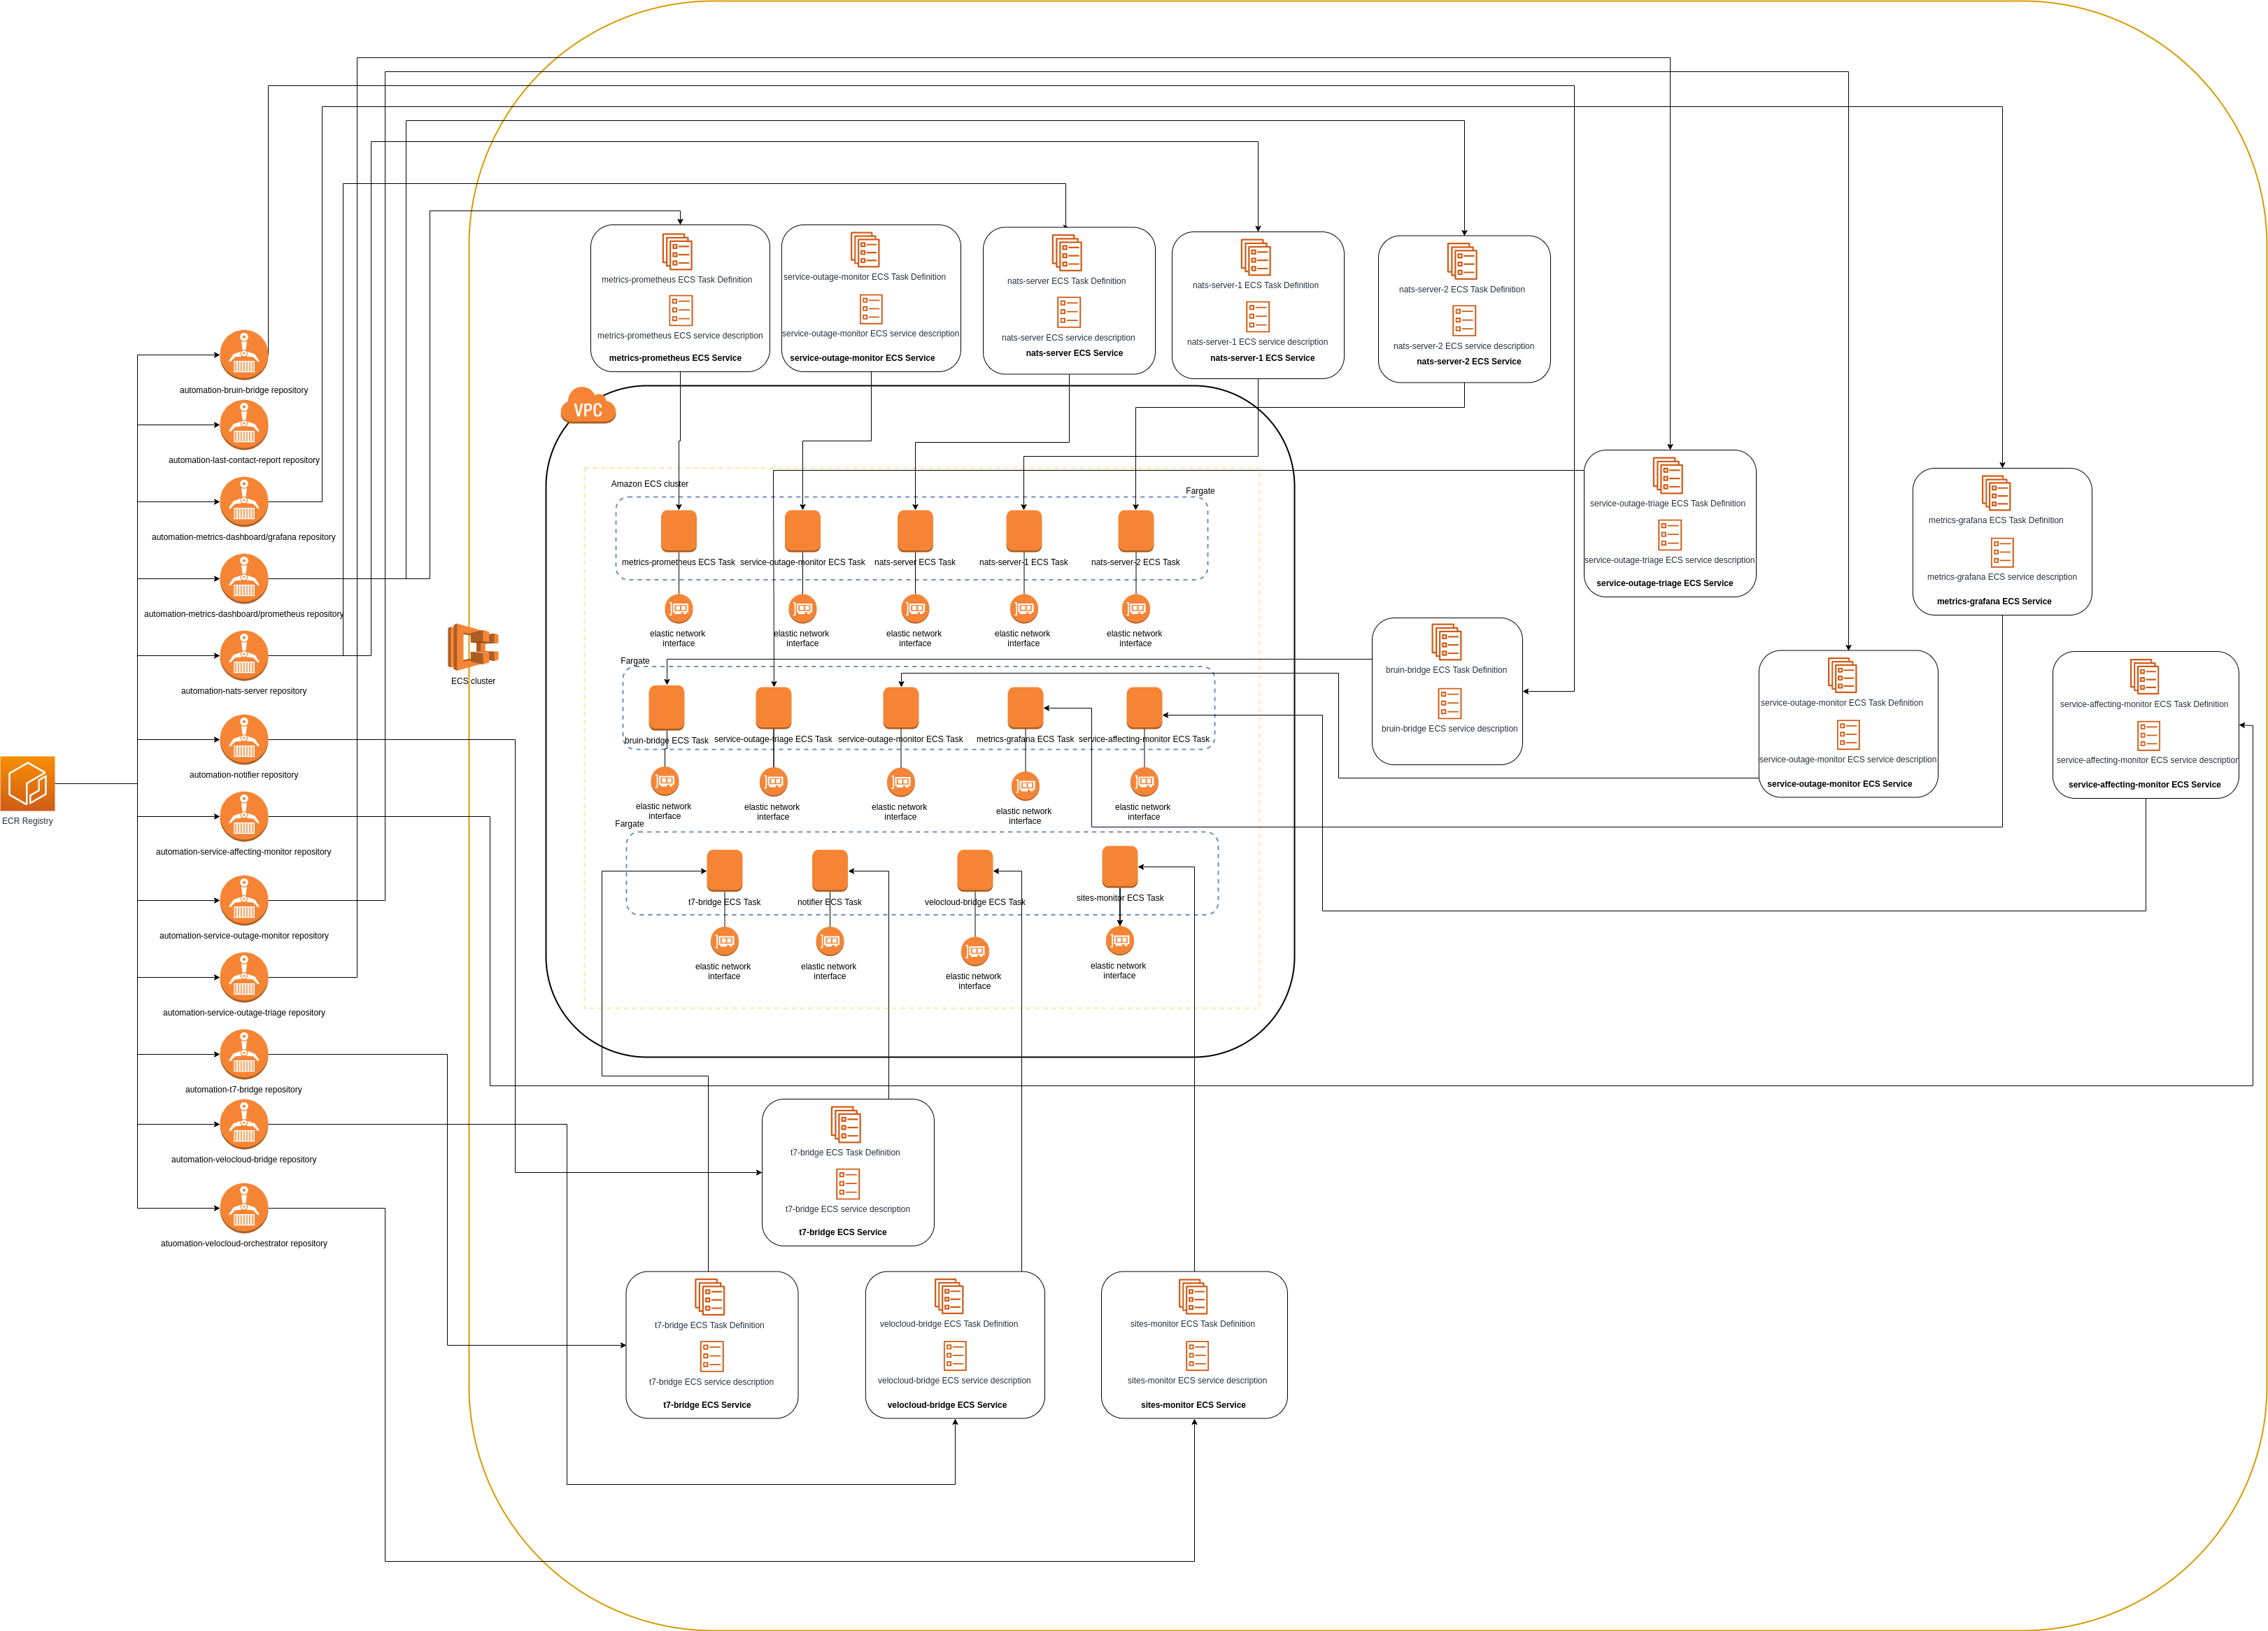 metrics-prometheus ECS Task Definition
metrics-prometheus ECS service description
metrics-prometheus ECS Service
service-outage-monitor ECS Task Definition
service-outage-monitor ECS service description
service-outage-monitor ECS Service
nats-server ECS Task Definition
nats-server ECS service description
nats-server ECS Service
nats-server-1 ECS Task Definition
nats-server-1 ECS service description
nats-server-1 ECS Service
nats-server-2 ECS Task Definition
nats-server-2 ECS service description
nats-server-2 ECS Service
automation-bruin-bridge repository
automation-last-contact-report repository
automation-metrics-dashboard/grafana repository
automation-metrics-dashboard/prometheus repository
automation-nats-server repository
automation-notifier repository
automation-service-affecting-monitor repository
automation-service-outage-monitor repository
automation-service-outage-triage repository
automation-t7-bridge repository
automation-velocloud-bridge repository
atuomation-velocloud-orchestrator repository
ECR Registry
ECS cluster
VPC
Amazon ECS cluster
Fargate
metrics-prometheus ECS Task
service-outage-monitor ECS Task
nats-server ECS Task
nats-server-1 ECS Task
nats-server-2 ECS Task
elastic network
interface
elastic network
interface
elastic network
interface
elastic network
interface
elastic network
interface
Fargate
bruin-bridge ECS Task
service-outage-triage ECS Task
service-outage-monitor ECS Task
metrics-grafana ECS Task
service-affecting-monitor ECS Task
elastic network
interface
elastic network
interface
elastic network
interface
elastic network
interface
elastic network
interface
Fargate
t7-bridge ECS Task
notifier ECS Task
velocloud-bridge ECS Task
sites-monitor ECS Task
elastic network
interface
elastic network
interface
elastic network
interface
elastic network
interface
service-outage-triage ECS Task Definition
service-outage-triage ECS service description
service-outage-triage ECS Service
metrics-grafana ECS Task Definition
metrics-grafana ECS service description
metrics-grafana ECS Service
bruin-bridge ECS Task Definition
bruin-bridge ECS service description
service-outage-monitor ECS Task Definition
service-outage-monitor ECS service description
service-outage-monitor ECS Service
service-affecting-monitor ECS Task Definition
service-affecting-monitor ECS service description
service-affecting-monitor ECS Service
t7-bridge ECS Task Definition
t7-bridge ECS service description
t7-bridge ECS Service
t7-bridge ECS Task Definition
t7-bridge ECS service description
t7-bridge ECS Service
velocloud-bridge ECS Task Definition
velocloud-bridge ECS service description
velocloud-bridge ECS Service
sites-monitor ECS Task Definition
sites-monitor ECS service description
sites-monitor ECS Service